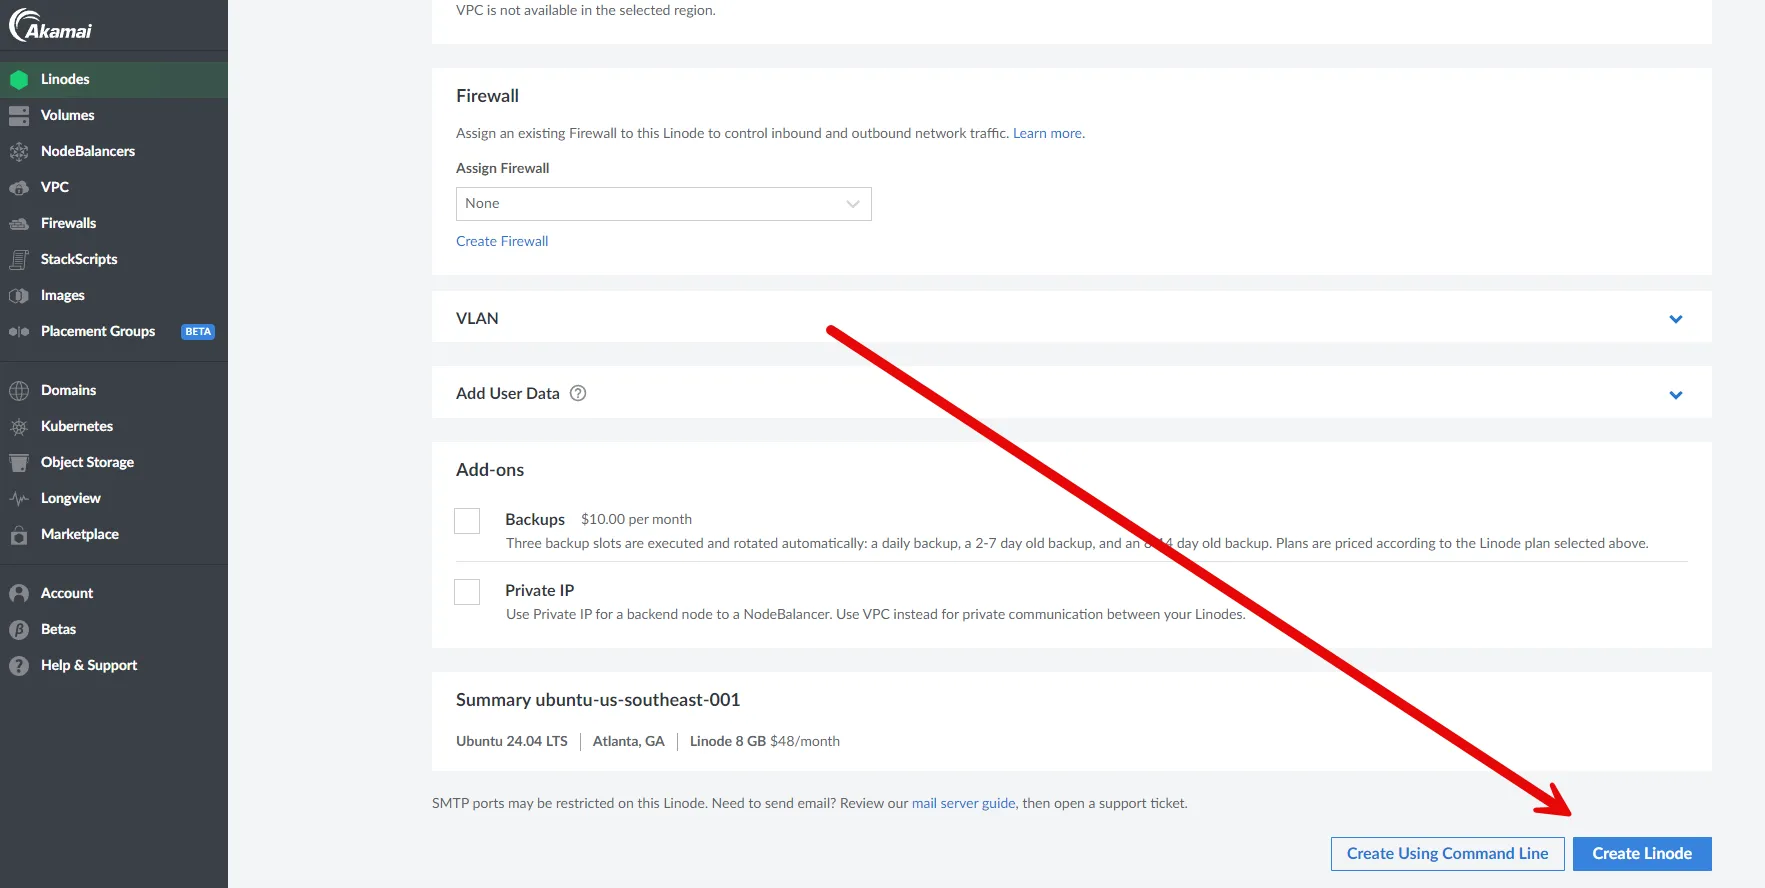 Akamai
Linodes
Volumes
NodeBalancers
VPC
Firewalls
StackScripts
Images
Placement Groups BETA
Domains
Kubernetes
Object Storage
Longview
Marketplace
Account
Betas
Help & Support
VPC is not available in the selected region.
Firewall
Assign an existing Firewall to this Linode to control inbound and outbound network traffic. Learn more.
Assign Firewall
None
Create Firewall
VLAN
Add User Data
Add-ons
Backups $10.00 per month
Three backup slots are executed and rotated automatically: a daily backup, a 2-7 day old backup, and an 8-14 day old backup. Plans are priced according to the Linode plan selected above.
Private IP
Use Private IP for a backend node to a NodeBalancer. Use VPC instead for private communication between your Linodes.
Summary ubuntu-us-southeast-001
Ubuntu 24.04 LTS | Atlanta, GA | Linode 8 GB $48/month
SMTP ports may be restricted on this Linode. Need to send email? Review our mail server guide, then open a support ticket.
Create Using Command Line
Create Linode